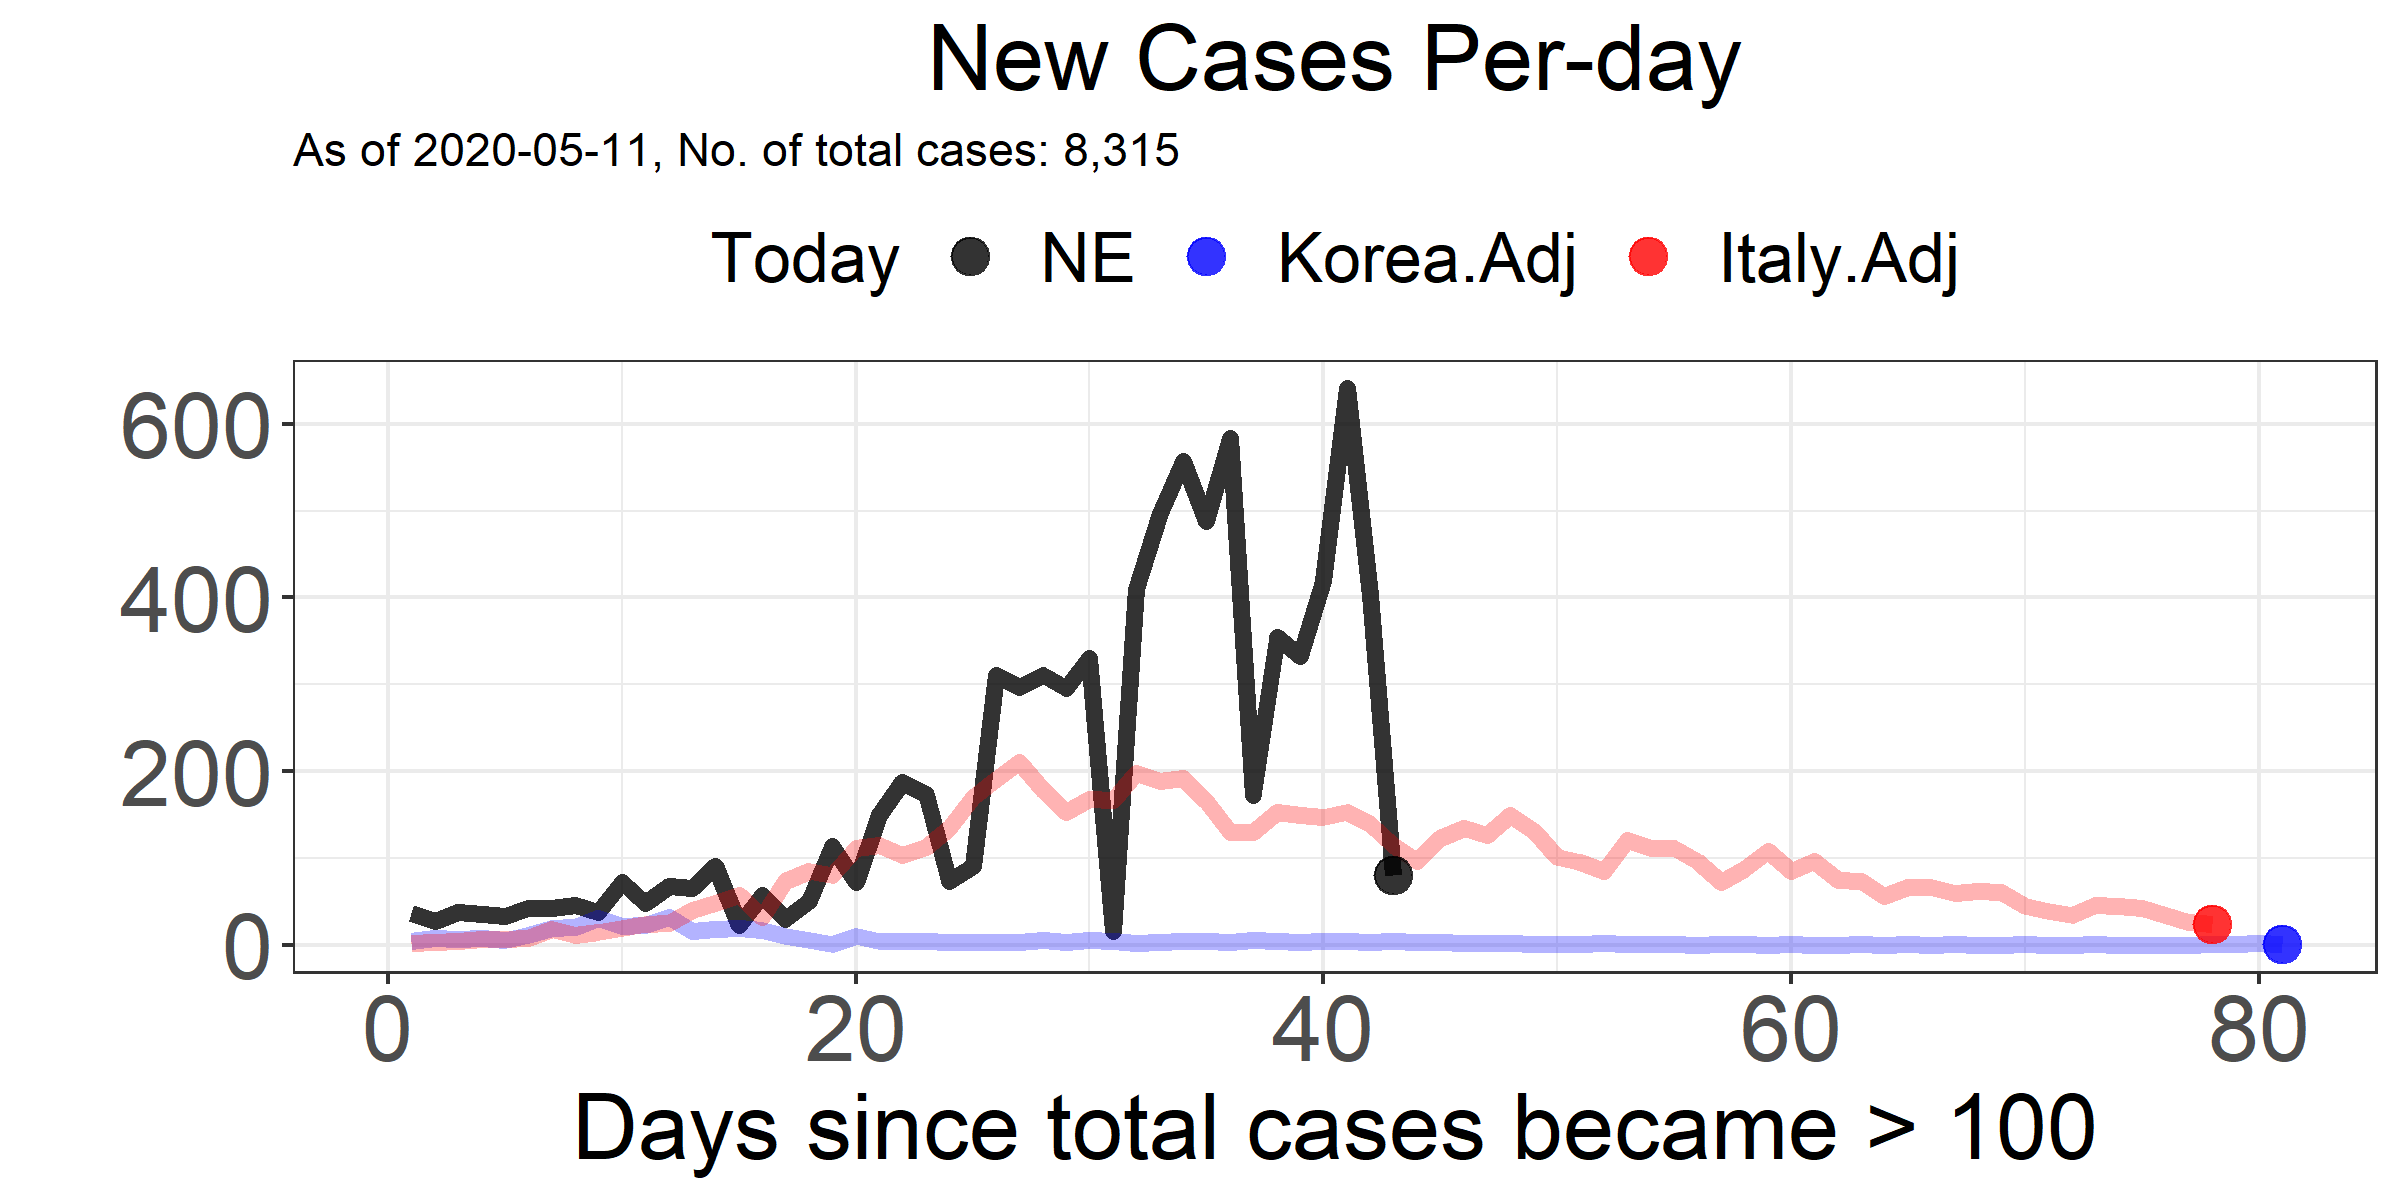 New Cases Per-day
As of 2020-05-11, No. of total cases: 8,315
Today NE Korea.Adj Italy.Adj
600
400
200
0
0 20 40 60 80
Days since total cases became > 100